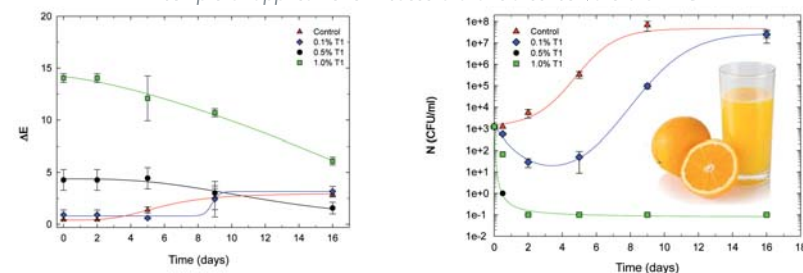 20
15
10
5
0
ΔE
Control
0.1% T1
0.5% T1
1.0% T1
0 2 4 6 8 10 12 14 16
Time (days)
1e+8
1e+7
1e+6
1e+5
1e+4
1e+3
1e+2
1e+1
1e+0
1e-1
1e-2
N (CFU/ml)
Control
0.1% T1
0.5% T1
1.0% T1
0 2 4 6 8 10 12 14 16 18
Time (days)